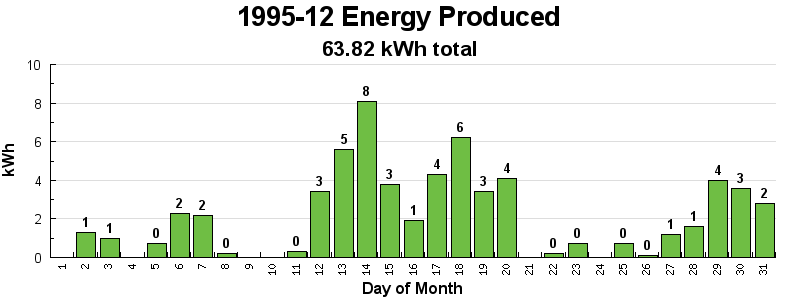 1995-12 Energy Produced
63.82 kWh total
10
8
6
4
2
0
kWh
1 1 0 2 2 0 0 3 5 8 3 1 4 6 3 4 0 0 0 0 1 1 4 3 2
1 2 3 4 5 6 7 8 9 10 11 12 13 14 15 16 17 18 19 20 21 22 23 24 25 26 27 28 29 30 31
Day of Month